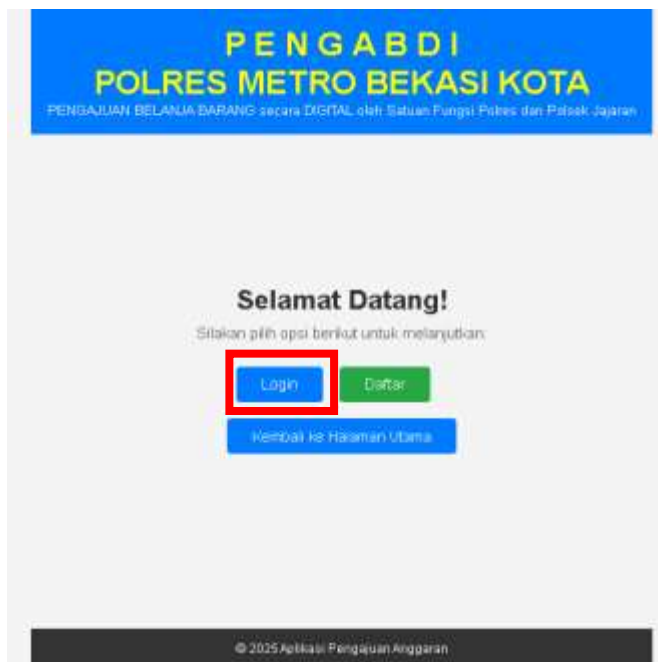 P E N G A B D I
POLRES METRO BEKASI KOTA
PENGAJUAN BELANJA BARANG secara DIGITAL oleh Satuan Fungsi Polres dan Polsek Jajaran
Selamat Datang!
Silakan pilih opsi berikut untuk melanjutkan:
Login Daftar
Kembali ke Halaman Utama
© 2025 Aplikasi Pengajuan Anggaran